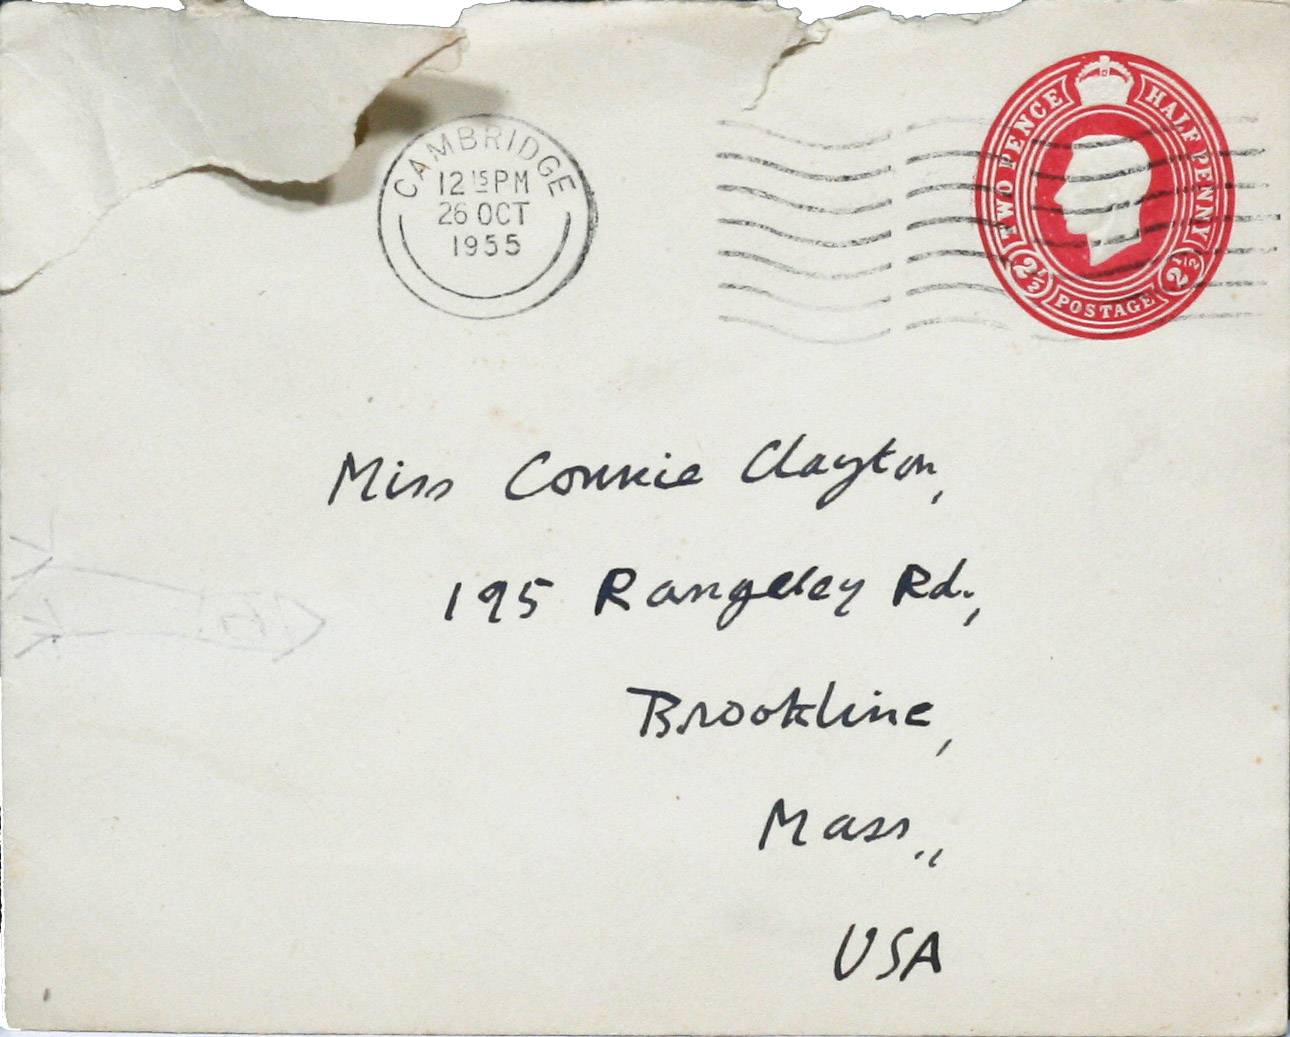 CAMBRIDGE
12 15 PM
26 OCT
1955
TWO PENCE HALF PENNY
2½ POSTAGE 2½
Miss Connie Clayton,
195 Rangeley Rd.,
Brookline,
Mass.,
USA